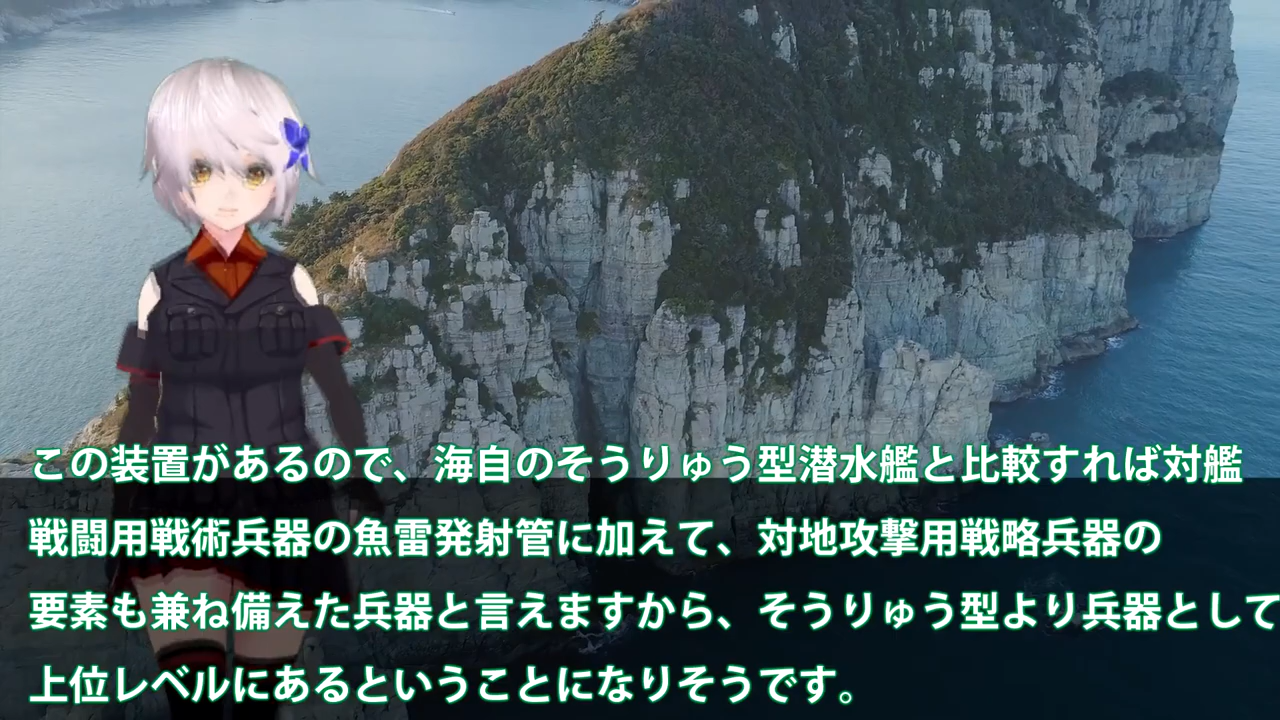 この装置があるので、海自のそうりゅう型潜水艦と比較すれば対艦
戦闘用戦術兵器の魚雷発射管に加えて、対地攻撃用戦略兵器の
要素も兼ね備えた兵器と言えますから、そうりゅう型より兵器として
上位レベルにあるということになりそうです。